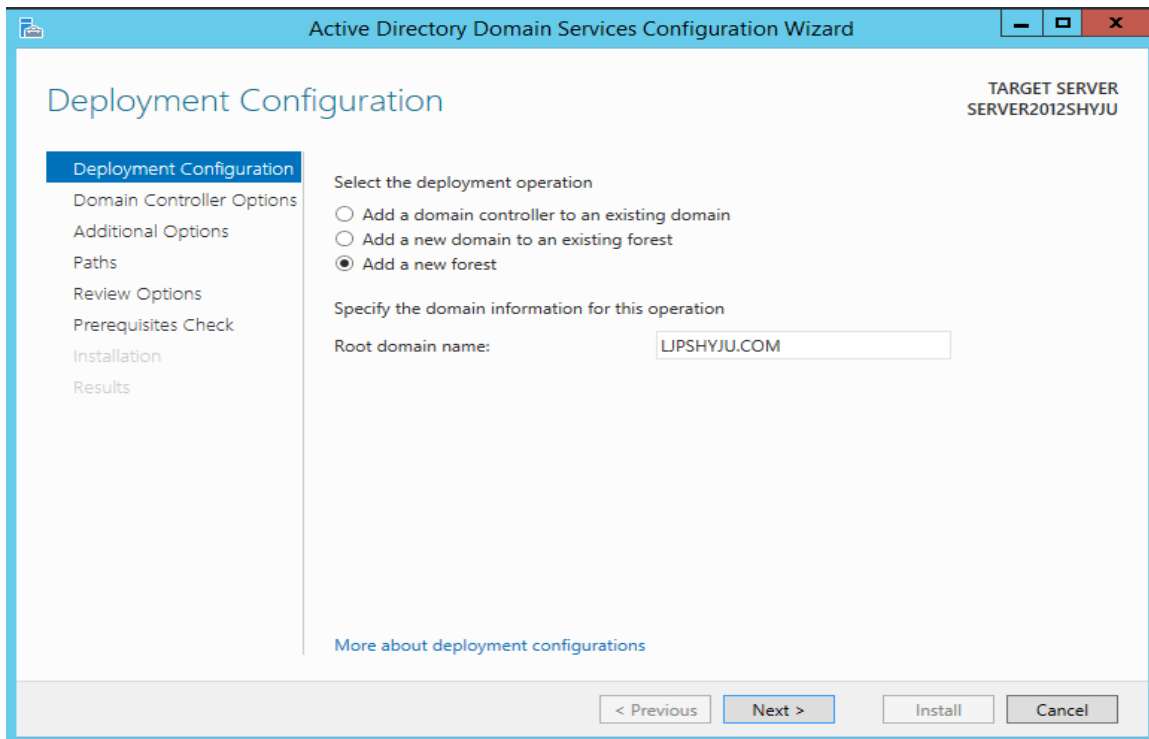 Active Directory Domain Services Configuration Wizard
Deployment Configuration
TARGET SERVER
SERVER2012SHYJU
Deployment Configuration
Domain Controller Options
Additional Options
Paths
Review Options
Prerequisites Check
Installation
Results
Select the deployment operation
Add a domain controller to an existing domain
Add a new domain to an existing forest
Add a new forest
Specify the domain information for this operation
Root domain name: LJPSHYJU.COM
More about deployment configurations
< Previous Next > Install Cancel